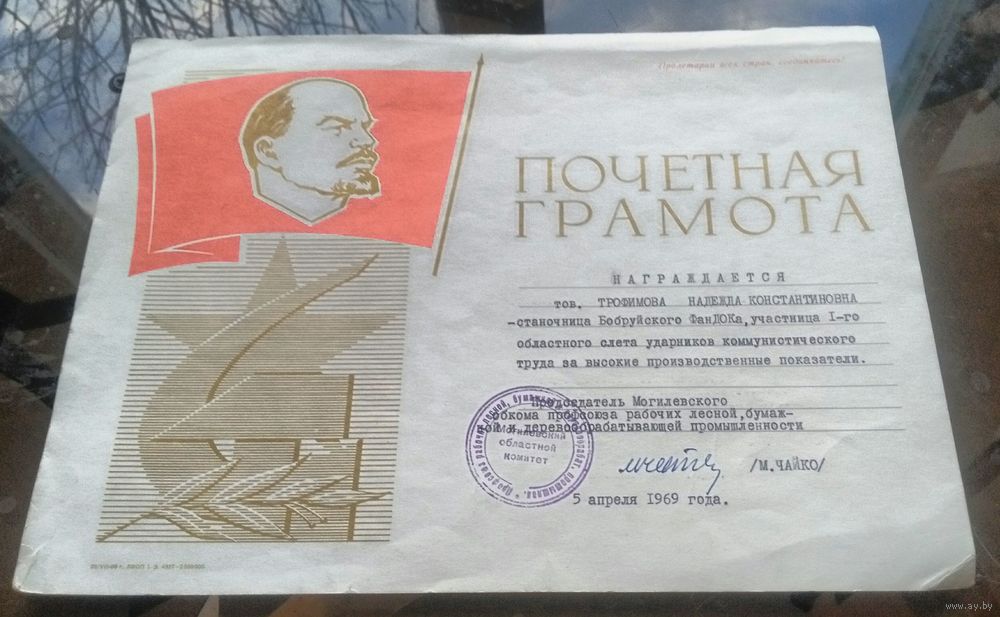 Пролетарии всех стран, соединяйтесь!
ПОЧЕТНАЯ
ГРАМОТА
НАГРАЖДАЕТСЯ
тов. ТРОФИМОВА НАДЕЖДА КОНСТАНТИНОВНА
-станочница Бобруйского ФанДОКа, участница I-го
областного слета ударников коммунистического
труда за высокие производственные показатели.
Председатель Могилевского
обкома профсоюза рабочих лесной, бумаж-
ной и деревообрабатывающей промышленности
Могилевский
областной
комитет
/М. ЧАЙКО/
5 апреля 1969 года.
www.ay.by